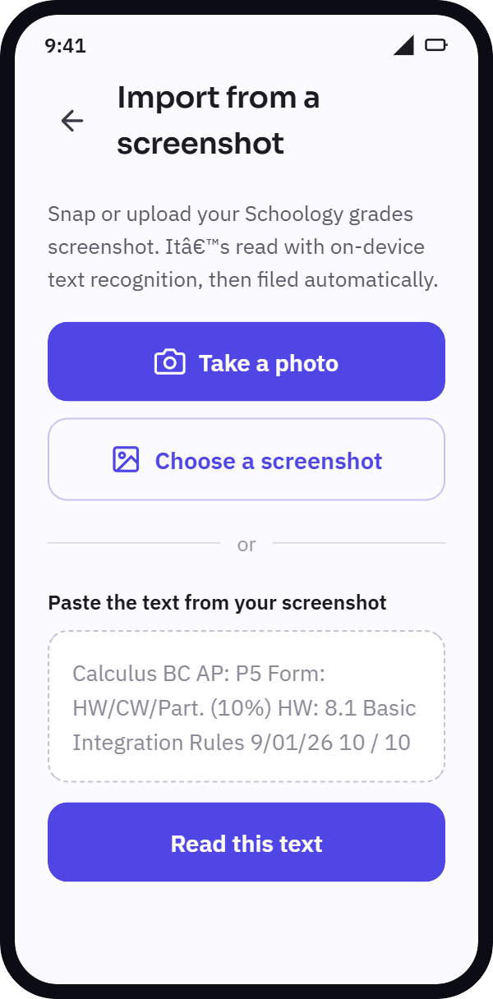 9:41
Import from a
screenshot
Snap or upload your Schoology grades
screenshot. Itâ€™s read with on-device
text recognition, then filed automatically.
Take a photo
Choose a screenshot
or
Paste the text from your screenshot
Calculus BC AP: P5 Form:
HW/CW/Part. (10%) HW: 8.1 Basic
Integration Rules 9/01/26 10 / 10
Read this text